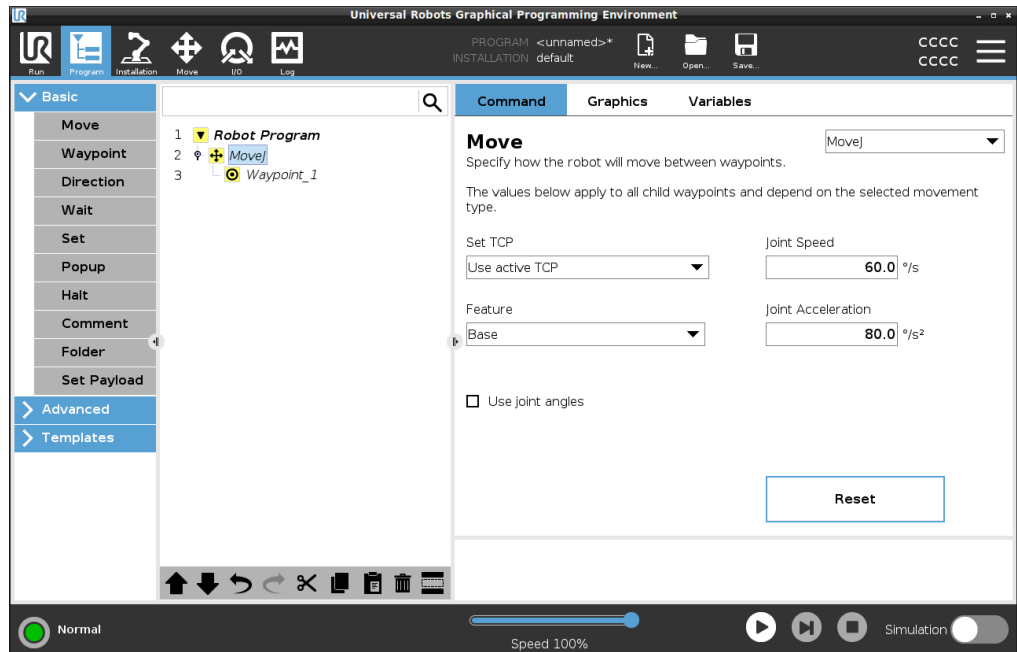 Universal Robots Graphical Programming Environment
UR
Run
Program
Installation
Move
I/O
Log
PROGRAM <unnamed>*
INSTALLATION default
New...
Open...
Save...
CCCC
CCCC
Basic
Move
Waypoint
Direction
Wait
Set
Popup
Halt
Comment
Folder
Set Payload
Advanced
Templates
1 Robot Program
2 MoveJ
3 Waypoint_1
Command Graphics Variables
Move
MoveJ
Specify how the robot will move between waypoints.
The values below apply to all child waypoints and depend on the selected movement
type.
Set TCP
Use active TCP
Joint Speed
60.0 °/s
Feature
Base
Joint Acceleration
80.0 °/s²
Use joint angles
Reset
Normal
Speed 100%
Simulation